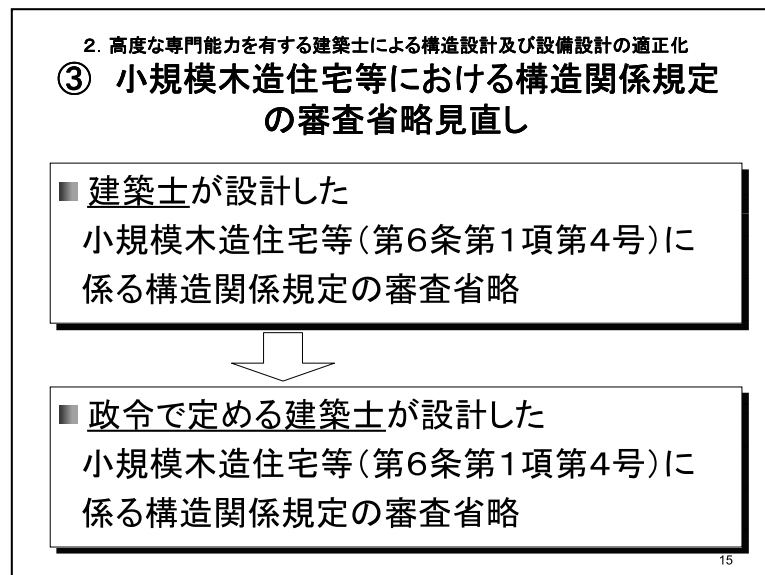 ２．高度な専門能力を有する建築士による構造設計及び設備設計の適正化
③　小規模木造住宅等における構造関係規定
の審査省略見直し
建築士が設計した
小規模木造住宅等（第６条第１項第４号）に
係る構造関係規定の審査省略
政令で定める建築士が設計した
小規模木造住宅等（第６条第１項第４号）に
係る構造関係規定の審査省略
15